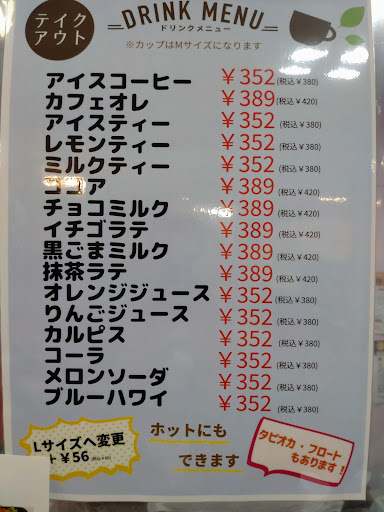 テイク
アウト
DRINK MENU
ドリンクメニュー
※カップはMサイズになります
アイスコーヒー ￥352(税込￥380)
カフェオレ ￥389(税込￥420)
アイスティー ￥352(税込￥380)
レモンティー ￥352(税込￥380)
ミルクティー ￥352(税込￥380)
ココア ￥389(税込￥420)
チョコミルク ￥389(税込￥420)
イチゴラテ ￥389(税込￥420)
黒ごまミルク ￥389(税込￥420)
抹茶ラテ ￥389(税込￥420)
オレンジジュース ￥352(税込￥380)
りんごジュース ￥352(税込￥380)
カルピス ￥352(税込￥380)
コーラ ￥352(税込￥380)
メロンソーダ ￥352(税込￥380)
ブルーハワイ ￥352(税込￥380)
Lサイズへ変更
￥56
ホットにも
できます
タピオカ・フロート
もあります！